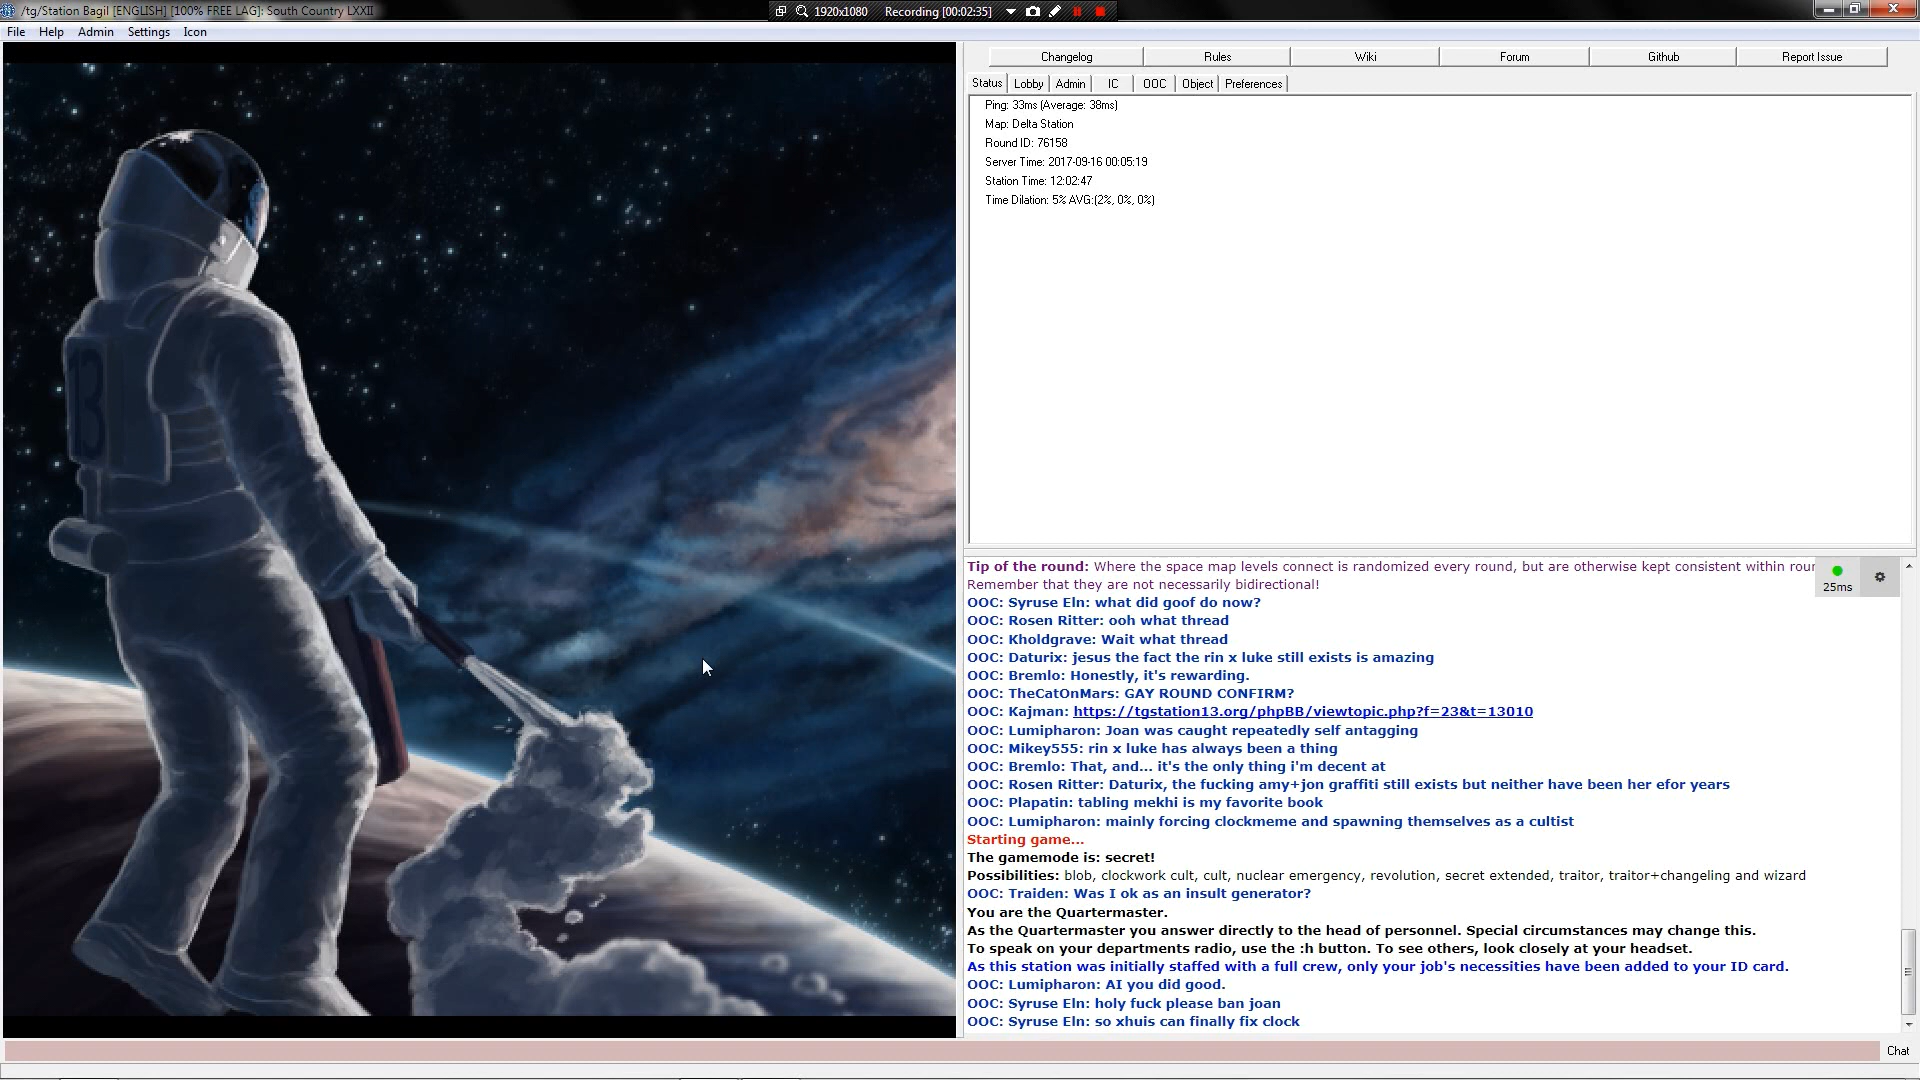 /tg/Station Bagil [ENGLISH] [100% FREE LAG]: South Country LXXII
1920x1080 Recording [00:02:35]
File Help Admin Settings Icon
Changelog Rules Wiki Forum Github Report Issue
Status Lobby Admin IC OOC Object Preferences
Ping: 33ms (Average: 38ms)
Map: Delta Station
Round ID: 76158
Server Time: 2017-09-16 00:05:19
Station Time: 12:02:47
Time Dilation: 5% AVG:(2%, 0%, 0%)
13
Tip of the round: Where the space map levels connect is randomized every round, but are otherwise kept consistent within rour
Remember that they are not necessarily bidirectional!
25ms
OOC: Syruse Eln: what did goof do now?
OOC: Rosen Ritter: ooh what thread
OOC: Kholdgrave: Wait what thread
OOC: Daturix: jesus the fact the rin x luke still exists is amazing
OOC: Bremlo: Honestly, it's rewarding.
OOC: TheCatOnMars: GAY ROUND CONFIRM?
OOC: Kajman: https://tgstation13.org/phpBB/viewtopic.php?f=23&t=13010
OOC: Lumipharon: Joan was caught repeatedly self antagging
OOC: Mikey555: rin x luke has always been a thing
OOC: Bremlo: That, and... it's the only thing i'm decent at
OOC: Rosen Ritter: Daturix, the fucking amy+jon graffiti still exists but neither have been her efor years
OOC: Plapatin: tabling mekhi is my favorite book
OOC: Lumipharon: mainly forcing clockmeme and spawning themselves as a cultist
Starting game...
The gamemode is: secret!
Possibilities: blob, clockwork cult, cult, nuclear emergency, revolution, secret extended, traitor, traitor+changeling and wizard
OOC: Traiden: Was I ok as an insult generator?
You are the Quartermaster.
As the Quartermaster you answer directly to the head of personnel. Special circumstances may change this.
To speak on your departments radio, use the :h button. To see others, look closely at your headset.
As this station was initially staffed with a full crew, only your job's necessities have been added to your ID card.
OOC: Lumipharon: AI you did good.
OOC: Syruse Eln: holy fuck please ban joan
OOC: Syruse Eln: so xhuis can finally fix clock
Chat